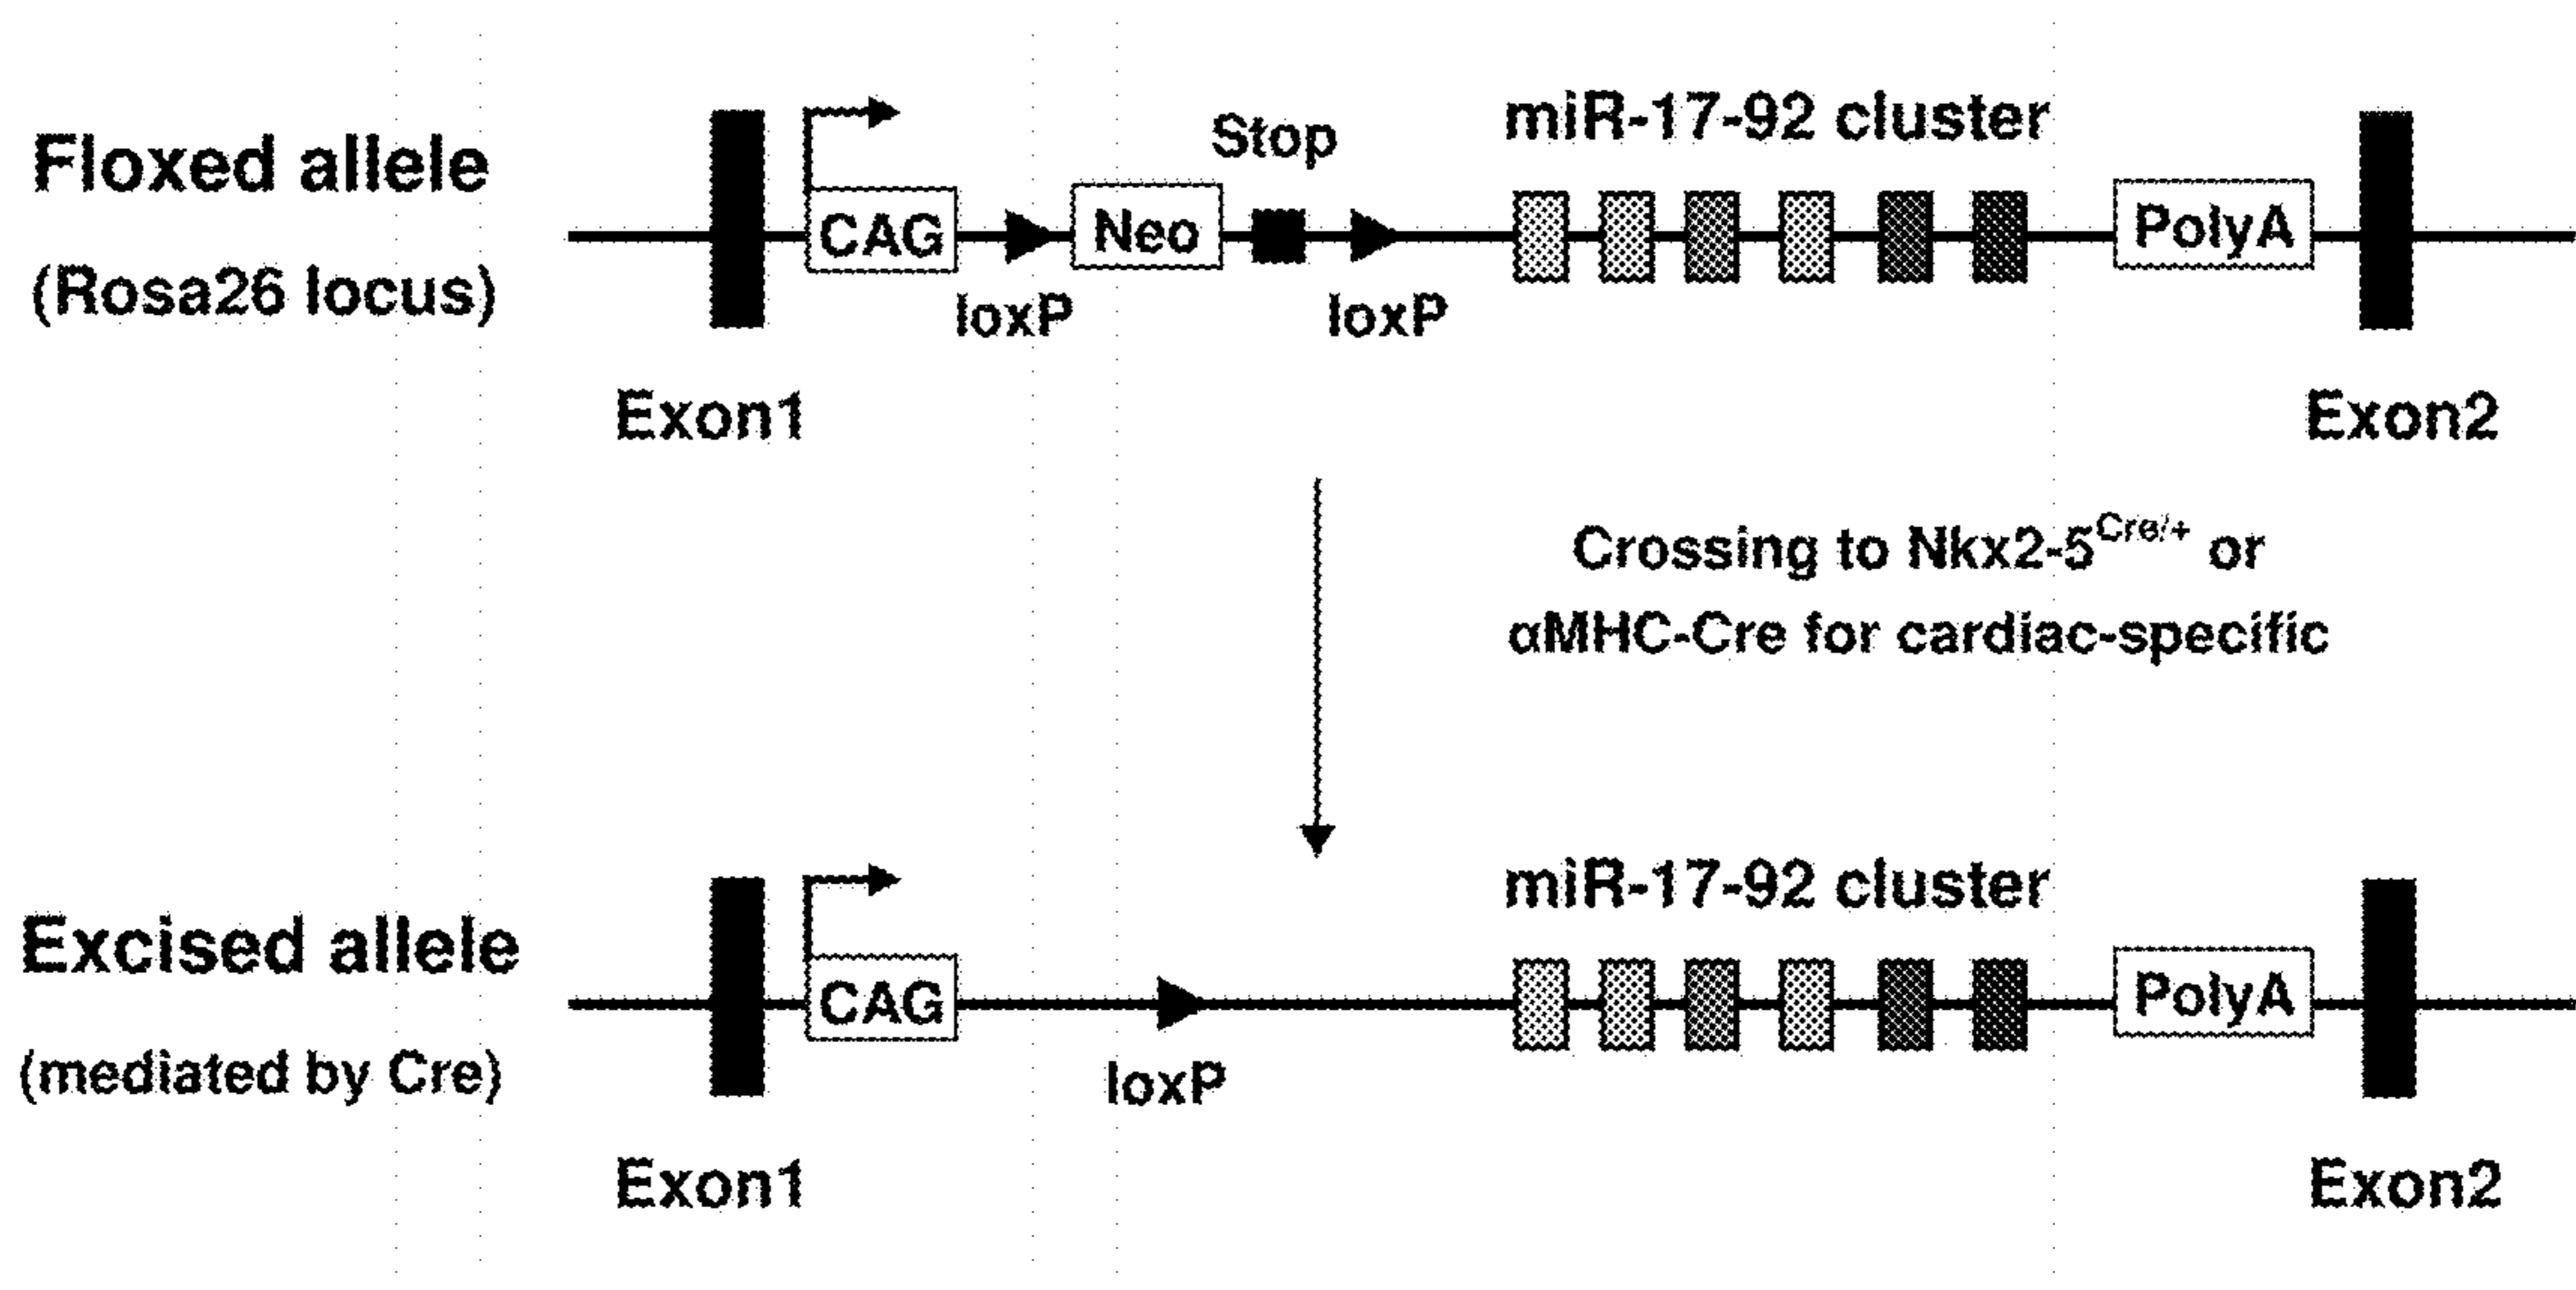 Floxed allele
(Rosa26 locus)
Stop
miR-17-92 cluster
CAG
Neo
PolyA
loxP
loxP
Exon1
Exon2
Crossing to Nkx2-5Cre/+ or
αMHC-Cre for cardiac-specific
Excised allele
(mediated by Cre)
miR-17-92 cluster
CAG
PolyA
loxP
Exon1
Exon2